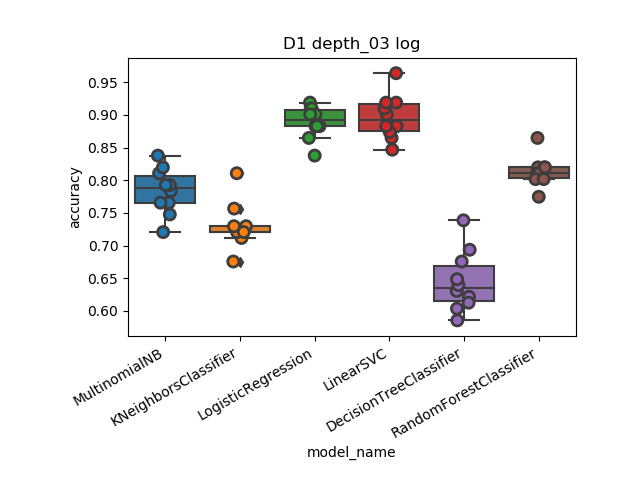 D1 depth_03 log
accuracy
0.95
0.90
0.85
0.80
0.75
0.70
0.65
0.60
MultinomialNB
KNeighborsClassifier
LogisticRegression
LinearSVC
DecisionTreeClassifier
RandomForestClassifier
model_name